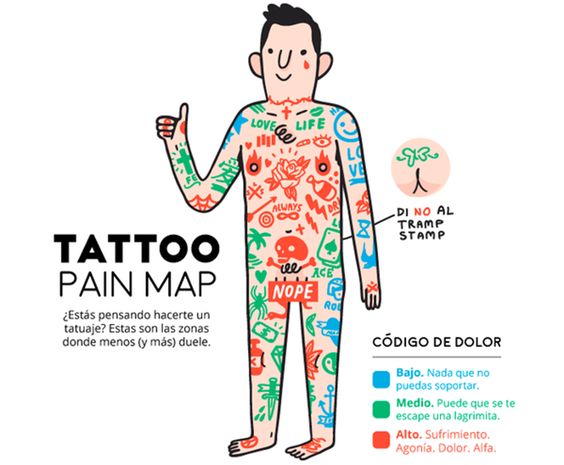 LOVE LIFE
LOVE
FE
ALWAYS
ACE
NOPE
DI NO AL
TRAMP
STAMP
TATTOO
PAIN MAP
¿Estás pensando hacerte un
tatuaje? Estas son las zonas
donde menos (y más) duele.
CÓDIGO DE DOLOR
Bajo. Nada que no
puedas soportar.
Medio. Puede que se te
escape una lagrimita.
Alto. Sufrimiento.
Agonía. Dolor. Alfa.